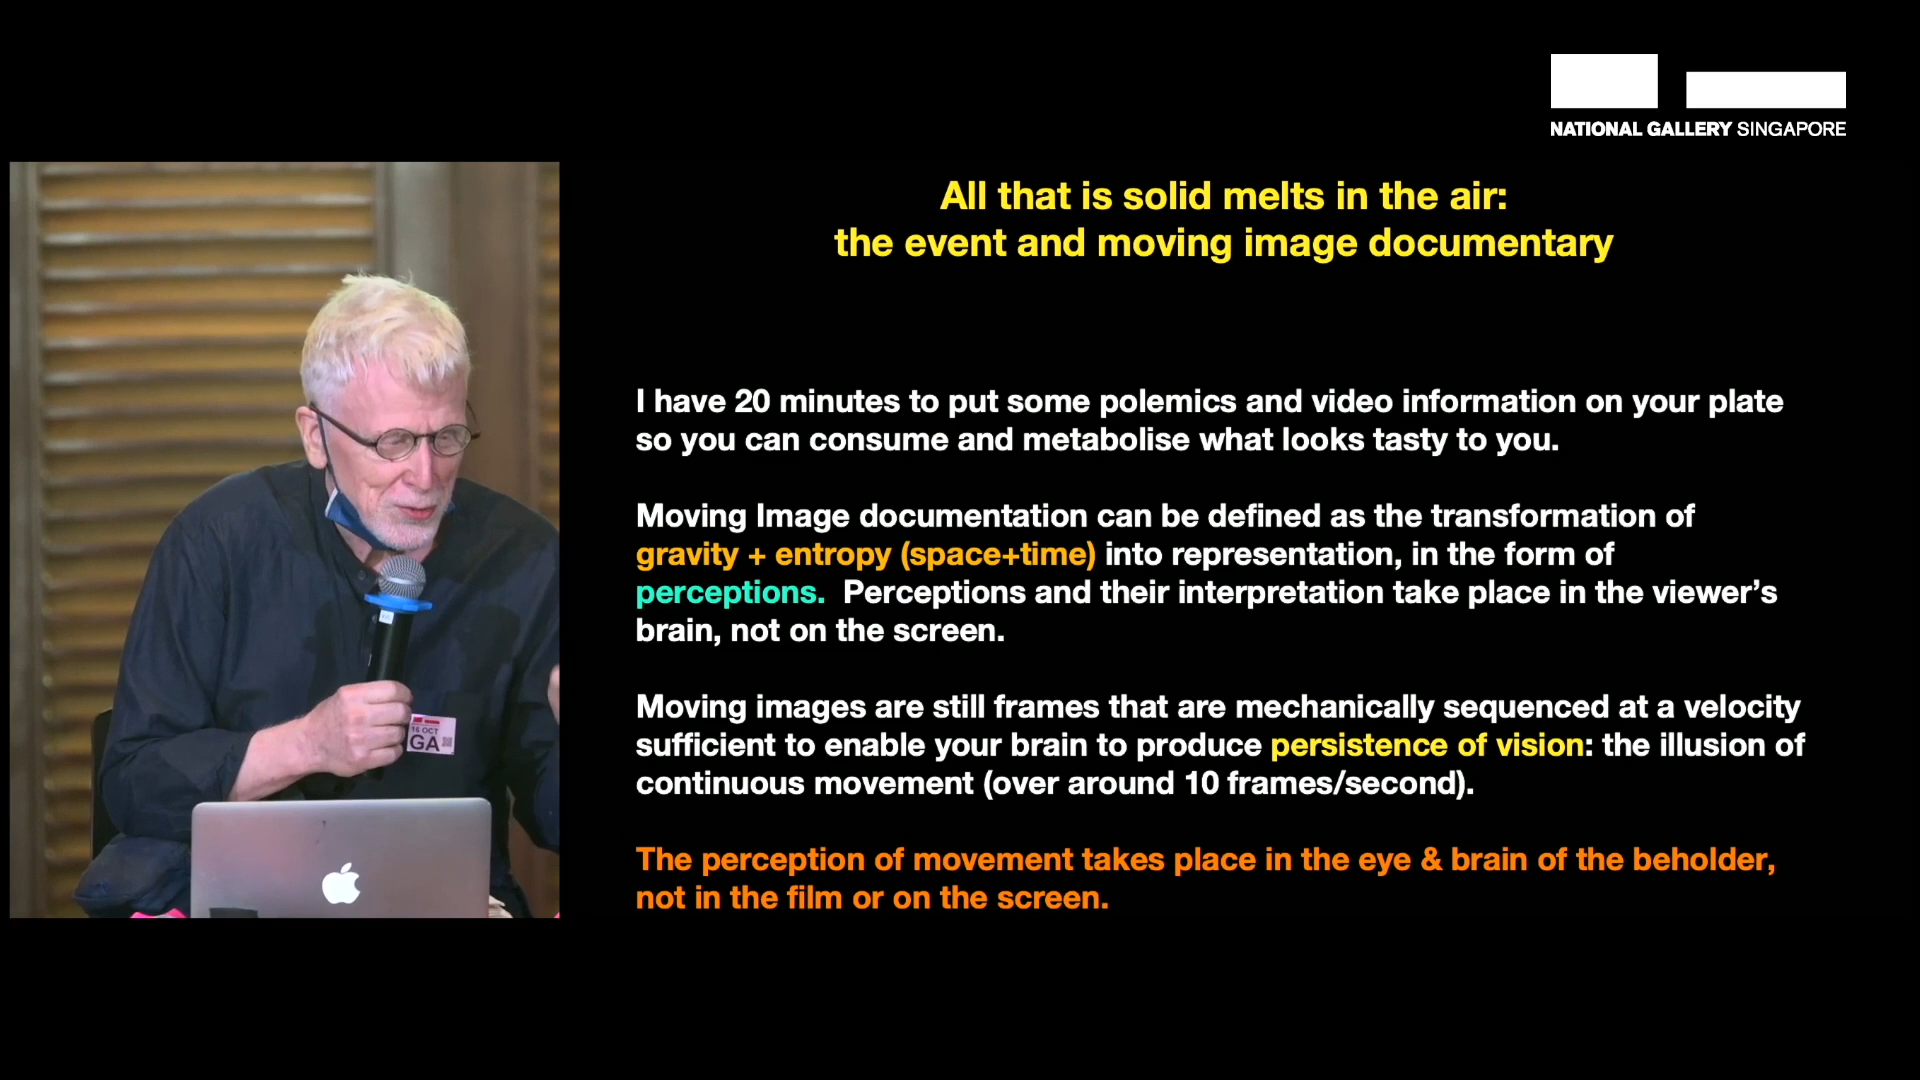 NATIONAL GALLERY SINGAPORE
All that is solid melts in the air:
the event and moving image documentary
I have 20 minutes to put some polemics and video information on your plate
so you can consume and metabolise what looks tasty to you.
Moving Image documentation can be defined as the transformation of
gravity + entropy (space+time) into representation, in the form of
perceptions. Perceptions and their interpretation take place in the viewer’s
brain, not on the screen.
Moving images are still frames that are mechanically sequenced at a velocity
sufficient to enable your brain to produce persistence of vision: the illusion of
continuous movement (over around 10 frames/second).
The perception of movement takes place in the eye & brain of the beholder,
not in the film or on the screen.
16 OCT
GA